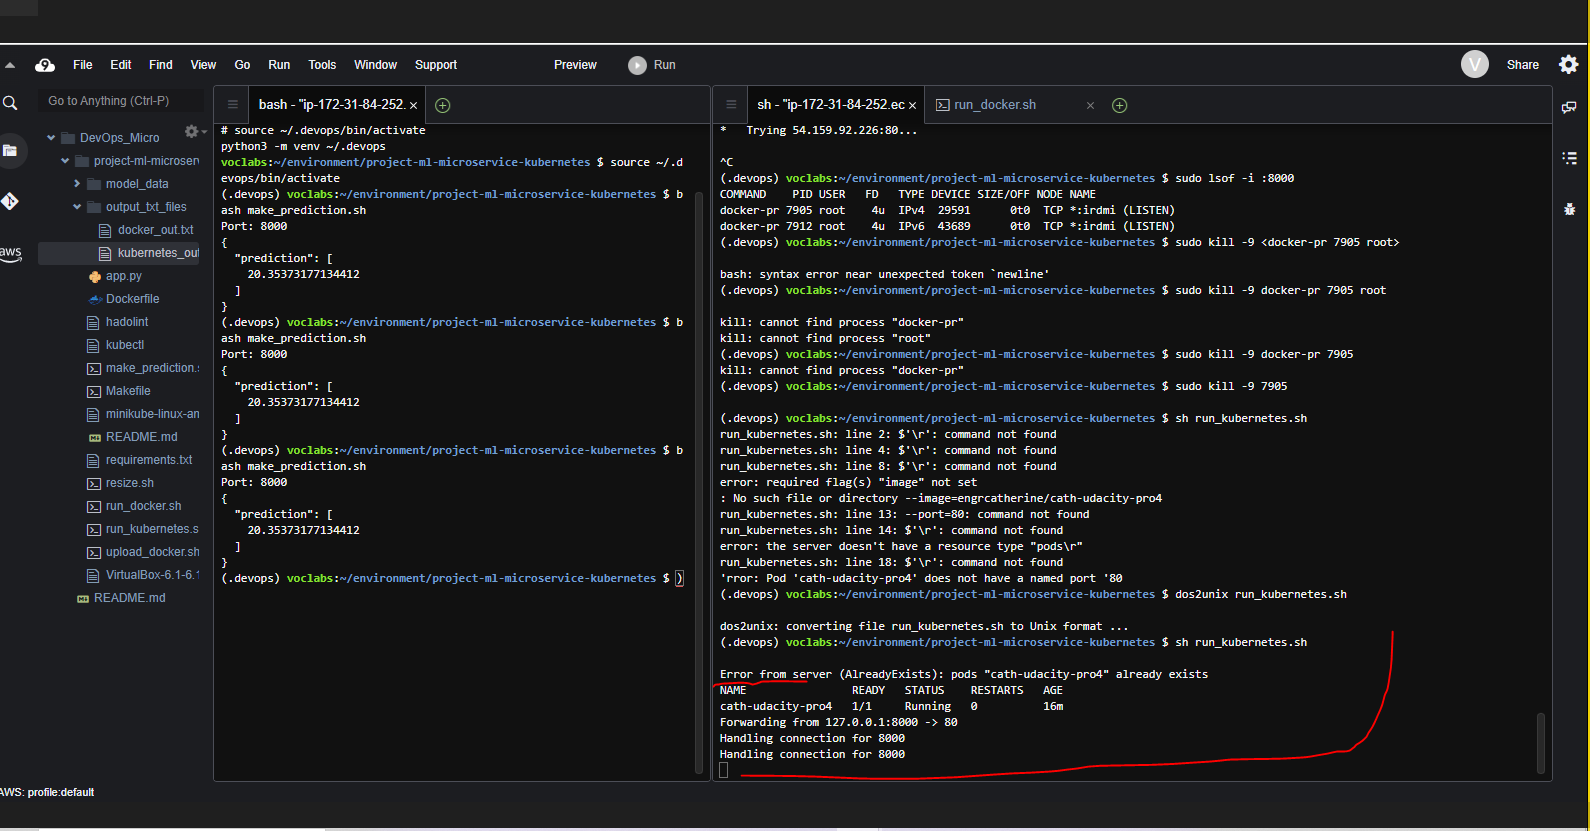 File Edit Find View Go Run Tools Window Support Preview Run V Share
Go to Anything (Ctrl-P)
DevOps_Micro
project-ml-microserv
model_data
output_txt_files
docker_out.txt
kubernetes_out
app.py
Dockerfile
hadolint
kubectl
make_prediction.s
Makefile
minikube-linux-am
README.md
requirements.txt
resize.sh
run_docker.sh
run_kubernetes.s
upload_docker.sh
VirtualBox-6.1-6.1
README.md
aws
AWS: profile:default
bash - "ip-172-31-84-252.
# source ~/.devops/bin/activate
python3 -m venv ~/.devops
voclabs:~/environment/project-ml-microservice-kubernetes $ source ~/.d
evops/bin/activate
(.devops) voclabs:~/environment/project-ml-microservice-kubernetes $ b
ash make_prediction.sh
Port: 8000
{
"prediction": [
20.35373177134412
]
}
(.devops) voclabs:~/environment/project-ml-microservice-kubernetes $ b
ash make_prediction.sh
Port: 8000
{
"prediction": [
20.35373177134412
]
}
(.devops) voclabs:~/environment/project-ml-microservice-kubernetes $ b
ash make_prediction.sh
Port: 8000
{
"prediction": [
20.35373177134412
]
}
(.devops) voclabs:~/environment/project-ml-microservice-kubernetes $ )
sh - "ip-172-31-84-252.ec
run_docker.sh
* Trying 54.159.92.226:80...
^C
(.devops) voclabs:~/environment/project-ml-microservice-kubernetes $ sudo lsof -i :8000
COMMAND PID USER FD TYPE DEVICE SIZE/OFF NODE NAME
docker-pr 7905 root 4u IPv4 29591 0t0 TCP *:irdmi (LISTEN)
docker-pr 7912 root 4u IPv6 43689 0t0 TCP *:irdmi (LISTEN)
(.devops) voclabs:~/environment/project-ml-microservice-kubernetes $ sudo kill -9 <docker-pr 7905 root>
bash: syntax error near unexpected token `newline'
(.devops) voclabs:~/environment/project-ml-microservice-kubernetes $ sudo kill -9 docker-pr 7905 root
kill: cannot find process "docker-pr"
kill: cannot find process "root"
(.devops) voclabs:~/environment/project-ml-microservice-kubernetes $ sudo kill -9 docker-pr 7905
kill: cannot find process "docker-pr"
(.devops) voclabs:~/environment/project-ml-microservice-kubernetes $ sudo kill -9 7905
(.devops) voclabs:~/environment/project-ml-microservice-kubernetes $ sh run_kubernetes.sh
run_kubernetes.sh: line 2: $'\r': command not found
run_kubernetes.sh: line 4: $'\r': command not found
run_kubernetes.sh: line 8: $'\r': command not found
error: required flag(s) "image" not set
: No such file or directory --image=engrcatherine/cath-udacity-pro4
run_kubernetes.sh: line 13: --port=80: command not found
run_kubernetes.sh: line 14: $'\r': command not found
error: the server doesn't have a resource type "pods\r"
run_kubernetes.sh: line 18: $'\r': command not found
'rror: Pod 'cath-udacity-pro4' does not have a named port '80
(.devops) voclabs:~/environment/project-ml-microservice-kubernetes $ dos2unix run_kubernetes.sh
dos2unix: converting file run_kubernetes.sh to Unix format ...
(.devops) voclabs:~/environment/project-ml-microservice-kubernetes $ sh run_kubernetes.sh
Error from server (AlreadyExists): pods "cath-udacity-pro4" already exists
NAME READY STATUS RESTARTS AGE
cath-udacity-pro4 1/1 Running 0 16m
Forwarding from 127.0.0.1:8000 -> 80
Handling connection for 8000
Handling connection for 8000